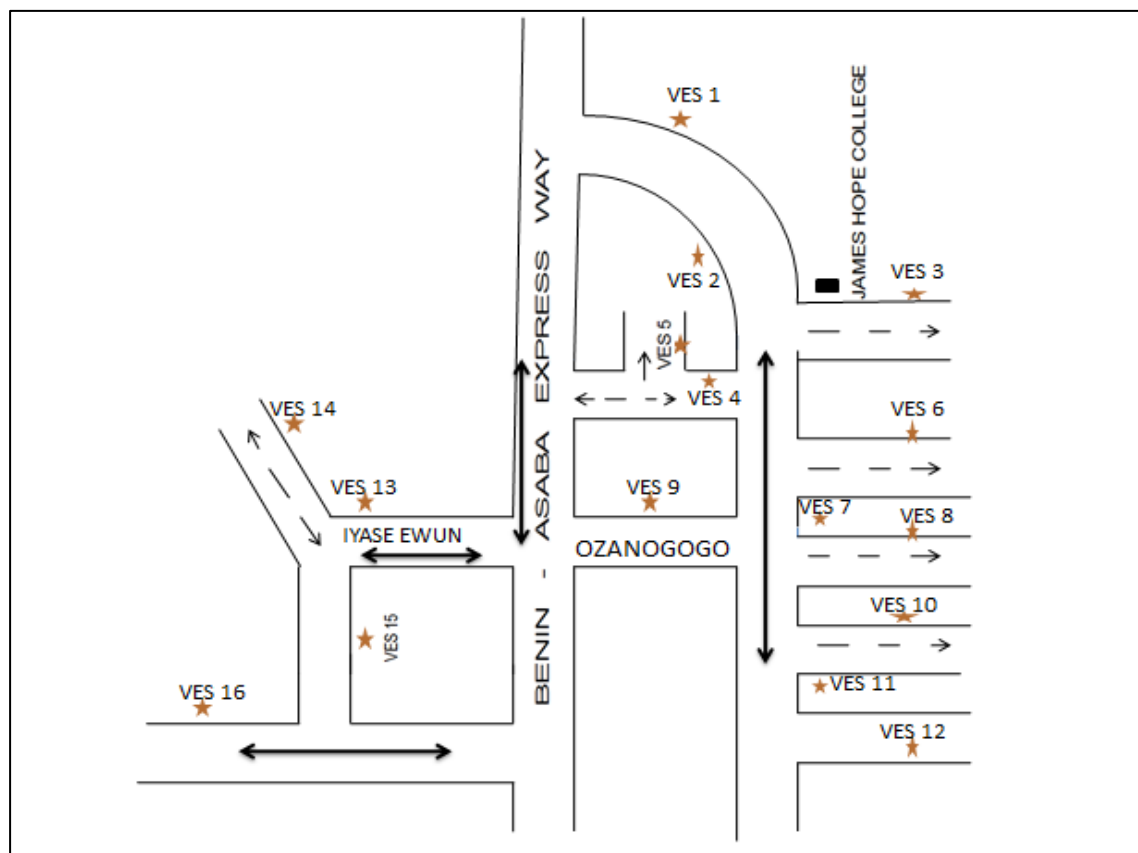 VES 1
JAMES HOPE COLLEGE
VES 2
VES 3
BENIN - ASABA EXPRESS WAY
VES 5
VES 4
VES 14
VES 6
VES 13
VES 9
VES 7
VES 8
IYASE EWUN
OZANOGOGO
VES 10
VES 15
VES 16
VES 11
VES 12